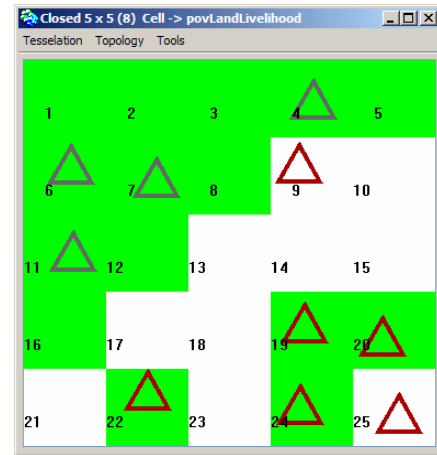 Closed 5 x 5 (8) Cell -> povLandLivelihood
Tesselation Topology Tools
1 2 3 4 5
6 7 8 9 10
11 12 13 14 15
16 17 18 19 20
21 22 23 24 25